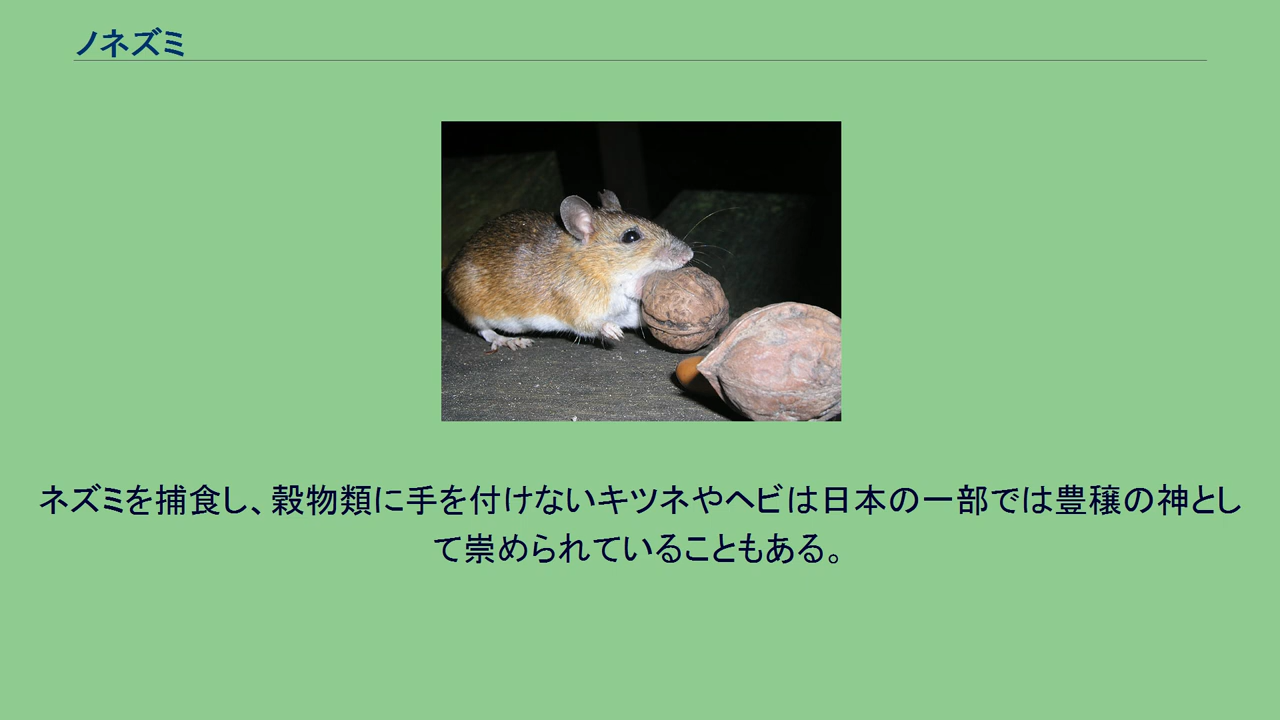 ノネズミ
ネズミを捕食し、穀物類に手を付けないキツネやヘビは日本の一部では豊穣の神とし
て崇められていることもある。